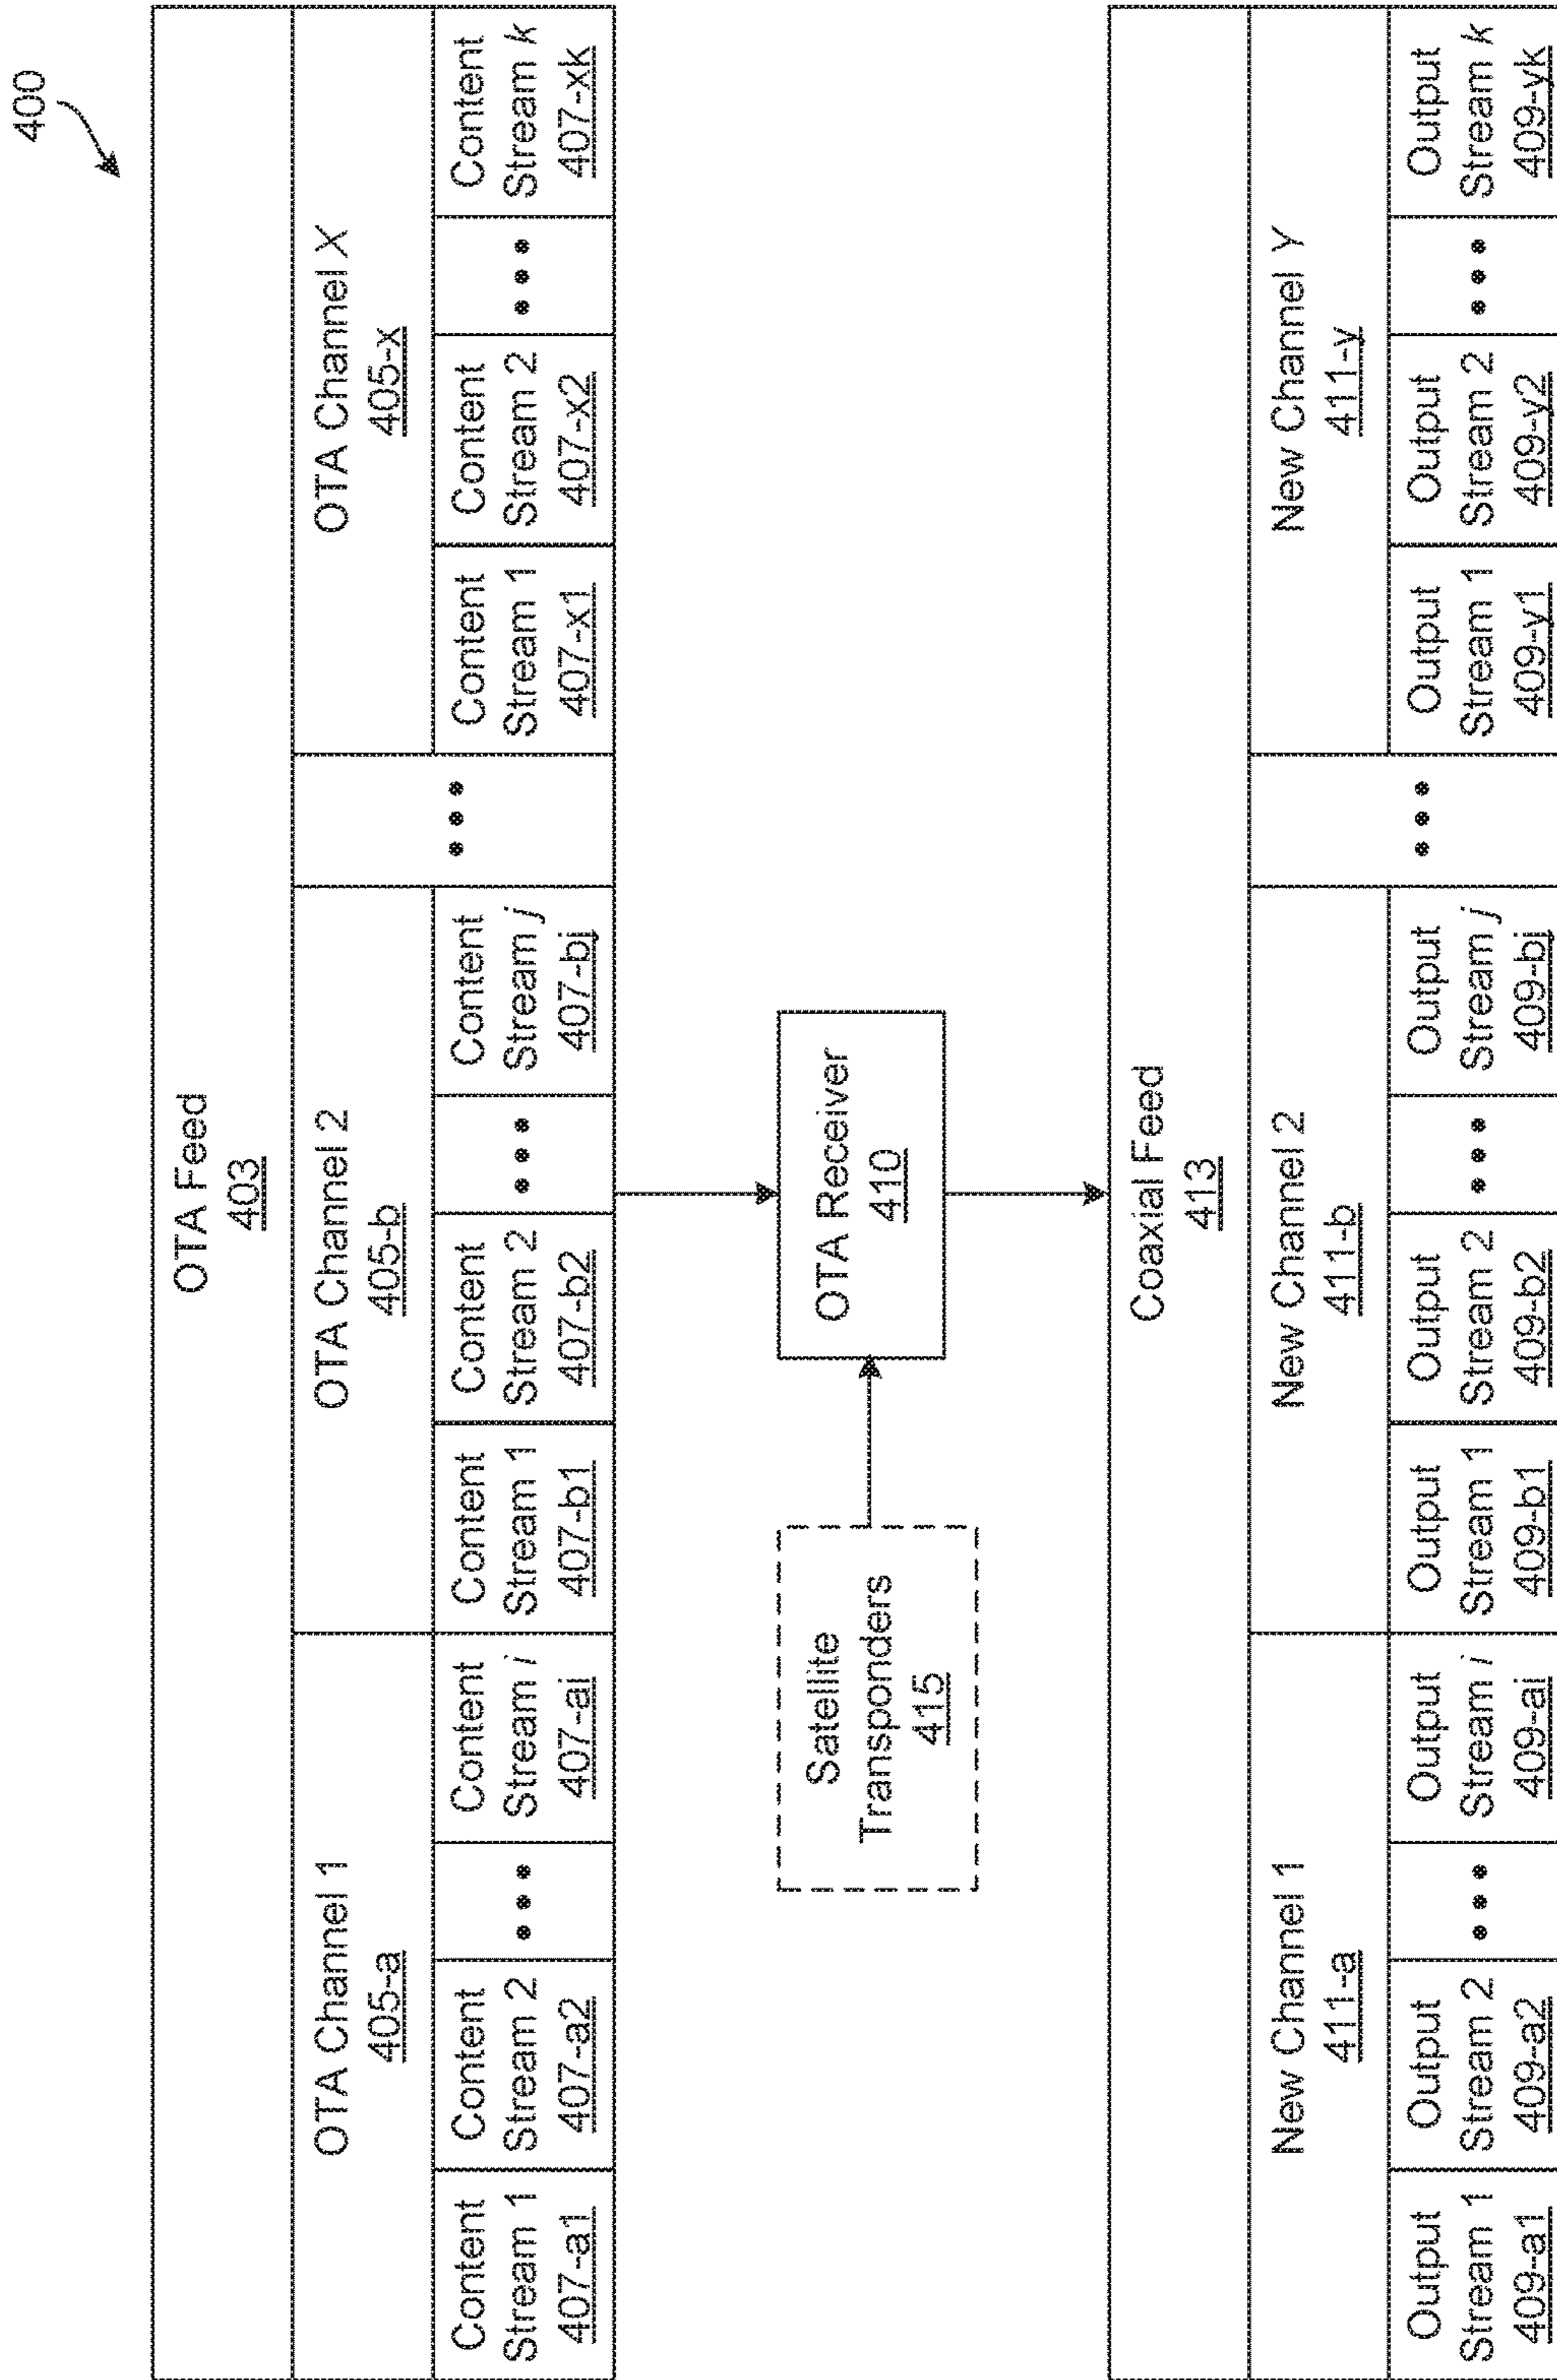 400
OTA Feed
403
OTA Channel 1
405-a
OTA Channel 2
405-b
• • •
OTA Channel X
405-x
Content
Stream 1
407-a1
Content
Stream 2
407-a2
• • •
Content
Stream i
407-ai
Content
Stream 1
407-b1
Content
Stream 2
407-b2
• • •
Content
Stream j
407-bj
Content
Stream 1
407-x1
Content
Stream 2
407-x2
• • •
Content
Stream k
407-xk
Satellite
Transponders
415
OTA Receiver
410
Coaxial Feed
413
New Channel 1
411-a
New Channel 2
411-b
• • •
New Channel Y
411-y
Output
Stream 1
409-a1
Output
Stream 2
409-a2
• • •
Output
Stream i
409-ai
Output
Stream 1
409-b1
Output
Stream 2
409-b2
• • •
Output
Stream j
409-bj
Output
Stream 1
409-y1
Output
Stream 2
409-y2
• • •
Output
Stream k
409-yk